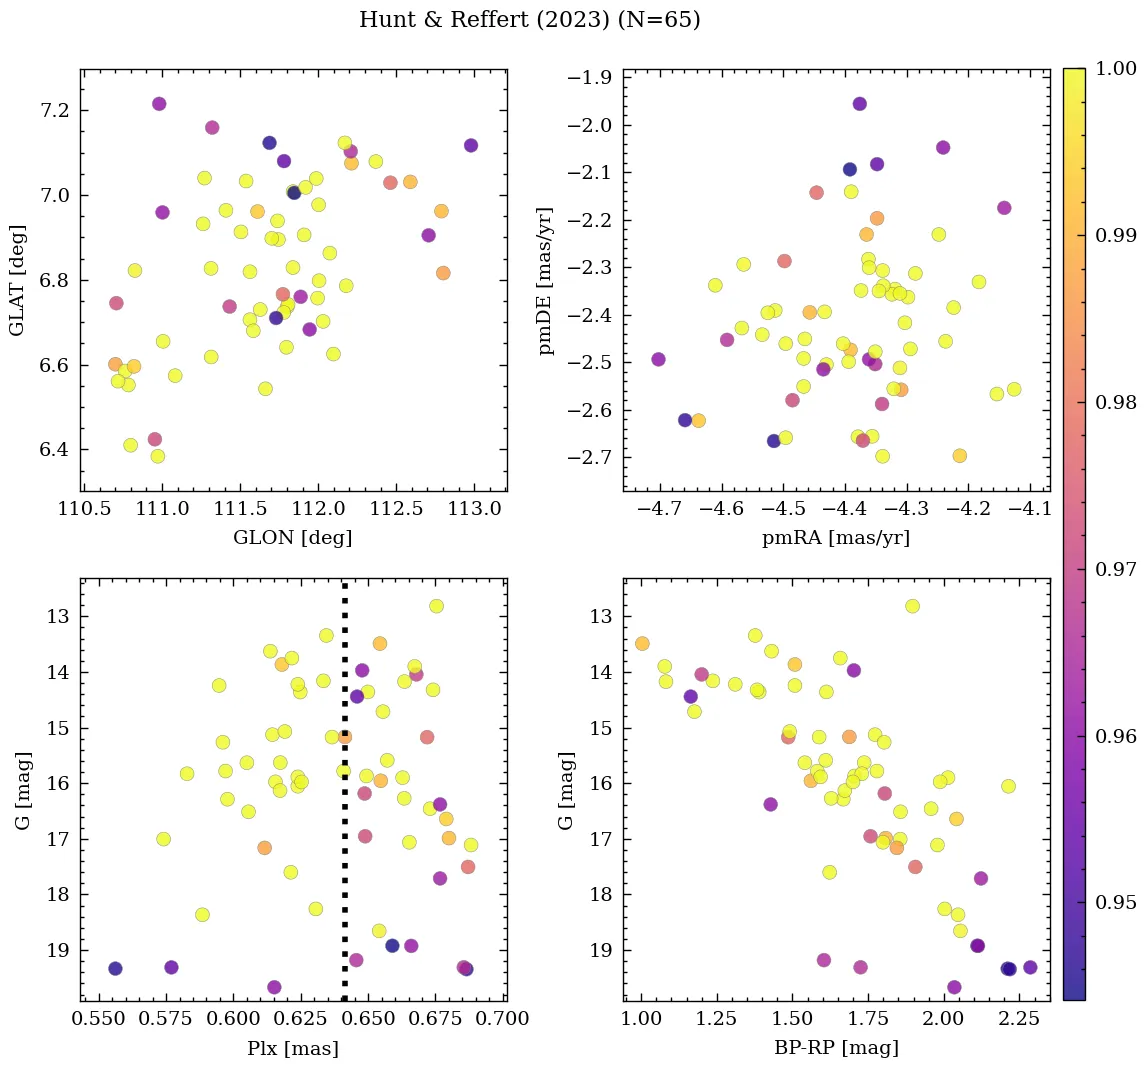 Hunt & Reffert (2023) (N=65)
7.2
7.0
6.8
6.6
6.4
GLAT [deg]
110.5 111.0 111.5 112.0 112.5 113.0
GLON [deg]
−1.9
−2.0
−2.1
−2.2
−2.3
−2.4
−2.5
−2.6
−2.7
pmDE [mas/yr]
−4.7 −4.6 −4.5 −4.4 −4.3 −4.2 −4.1
pmRA [mas/yr]
1.00
0.99
0.98
0.97
0.96
0.95
13
14
15
16
17
18
19
G [mag]
0.550 0.575 0.600 0.625 0.650 0.675 0.700
Plx [mas]
13
14
15
16
17
18
19
G [mag]
1.00 1.25 1.50 1.75 2.00 2.25
BP-RP [mag]